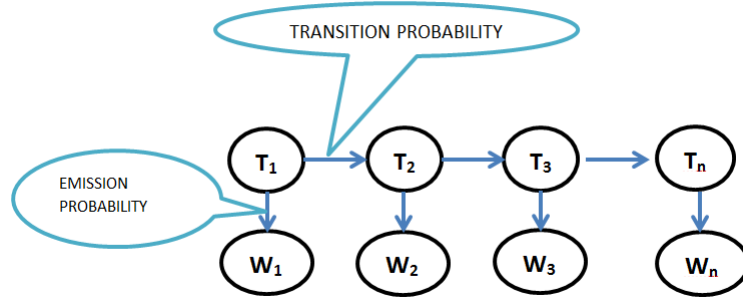 TRANSITION PROBABILITY
T1 T2 T3 Tn
EMISSION
PROBABILITY
W1 W2 W3 Wn